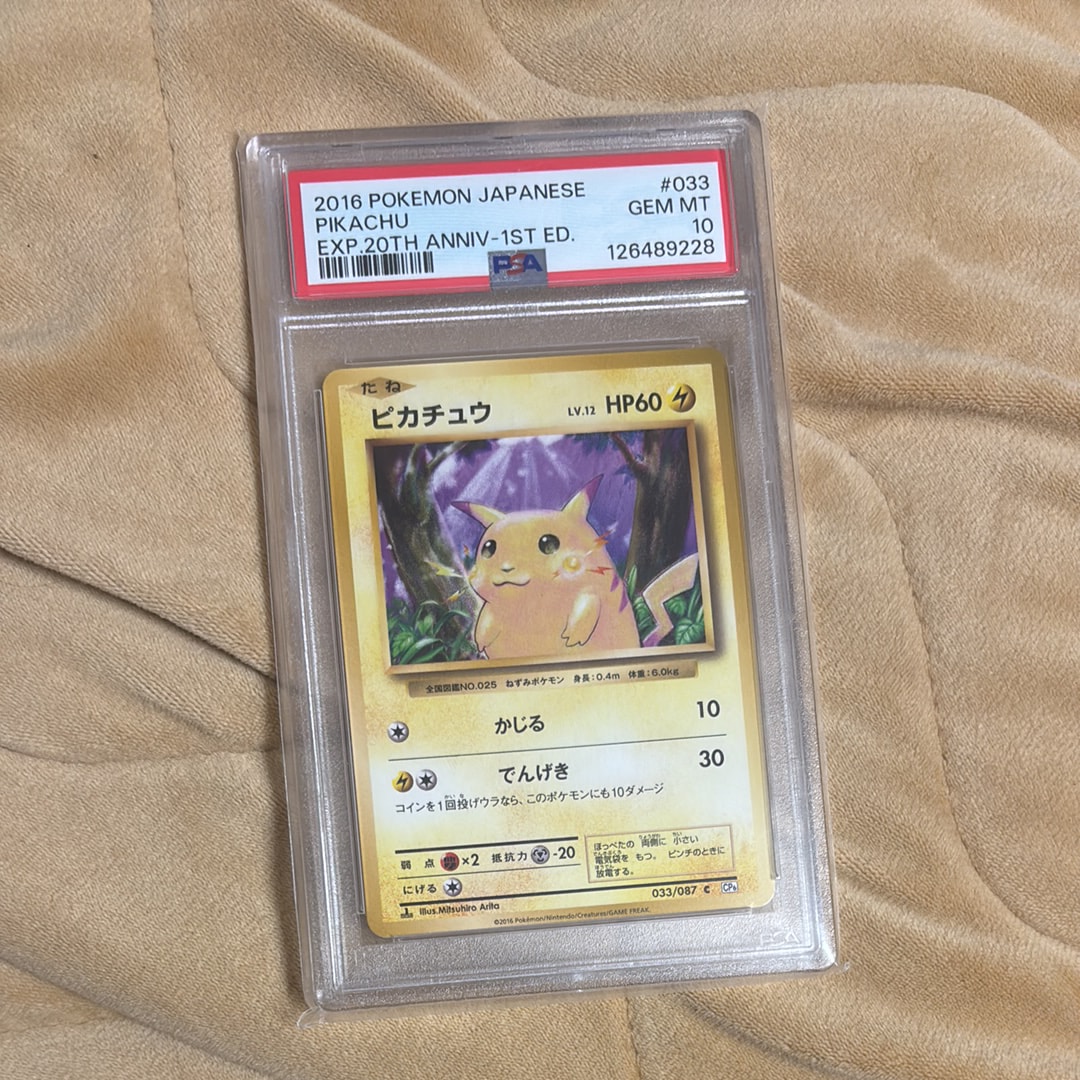 2016 POKEMON JAPANESE #033
PIKACHU GEM MT
EXP.20TH ANNIV-1ST ED. 10
126489228
PSA
たね
ピカチュウ LV.12 HP60
全国図鑑NO.025 ねずみポケモン 身長:0.4m 体重:6.0kg
かじる 10
でんげき 30
コインを1回投げウラなら、このポケモンにも10ダメージ
弱点 ×2 抵抗力 -20
ほっぺたの 両側に 小さい
電気袋を もつ。 ピンチのときに
放電する。
にげる
033/087 C CP6
Illus.Mitsuhiro Arita
©2016 Pokémon/Nintendo/Creatures/GAME FREAK.
PSA